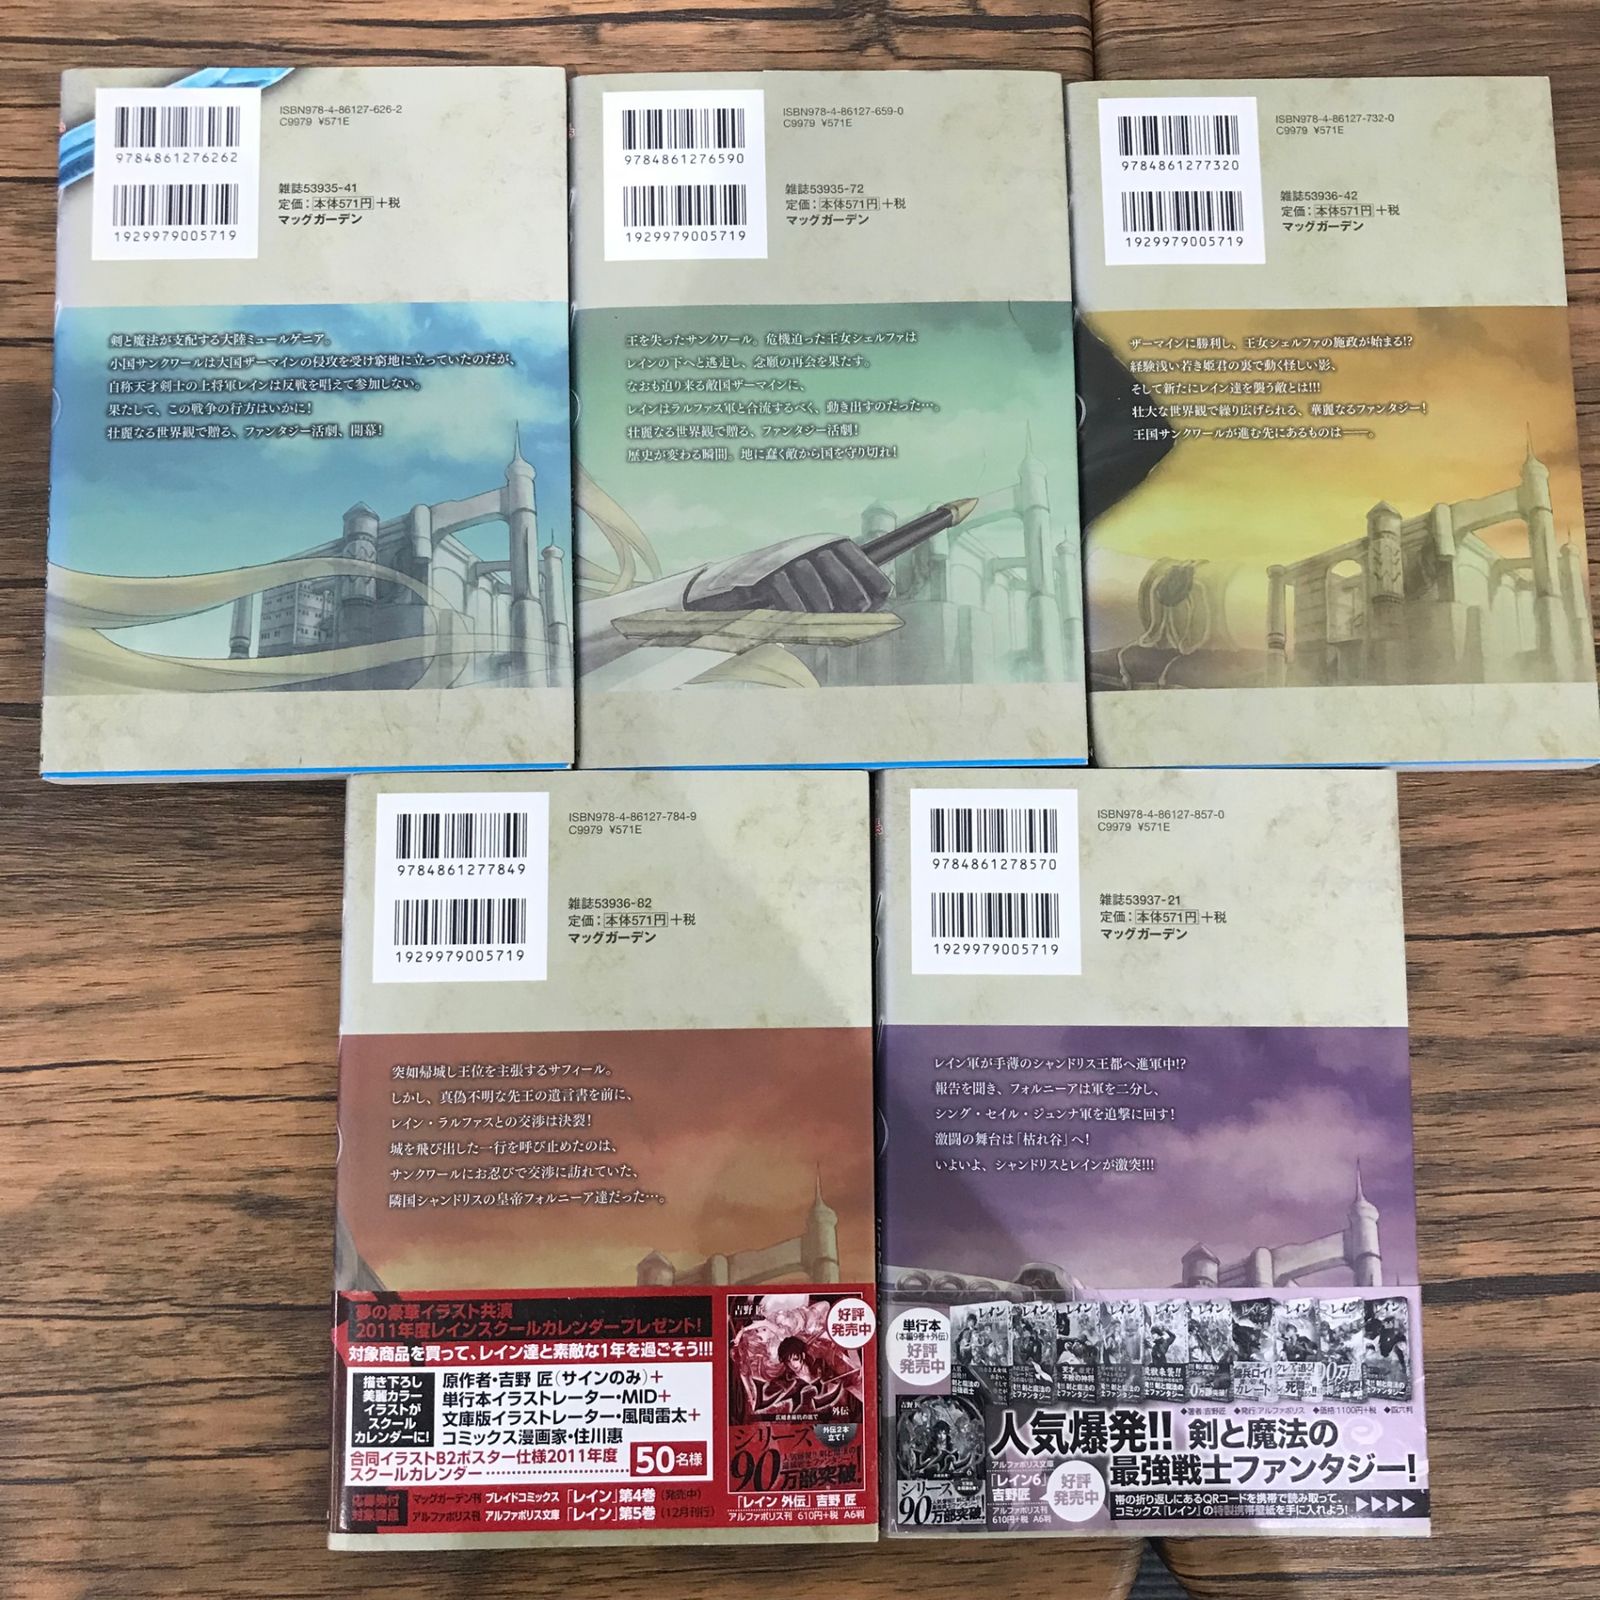 ISBN978-4-86127-626-2
C9979 ¥571E
9784861276262
1929979005719
雑誌53935-41
定価：本体571円+税
マッグガーデン
剣と魔法が支配する大陸ミュールゲニア。
小国サンクワールは大国ザーマインの侵攻を受け窮地に立っていたのだが、
自称天才剣士の上将軍レインは反戦を唱えて参加しない。
果たして、この戦争の行方はいかに！
壮麗なる世界観で贈る、ファンタジー活劇、開幕！
ISBN978-4-86127-659-0
C9979 ¥571E
9784861276590
1929979005719
雑誌53935-72
定価：本体571円+税
マッグガーデン
王を失ったサンクワール。危機迫った王女シェルファは
レインの下へと逃走し、念願の再会を果たす。
なおも迫り来る敵国ザーマインに、
レインはラルファス軍と合流するべく、動き出すのだった…。
壮麗なる世界観で贈る、ファンタジー活劇！
歴史が変わる瞬間。地に蠢く敵から国を守り切れ！
ISBN978-4-86127-732-0
C9979 ¥571E
9784861277320
1929979005719
雑誌53936-42
定価：本体571円+税
マッグガーデン
ザーマインに勝利し、王女シェルファの施政が始まる!?
経験浅い若き姫君の裏で動く怪しい影、
そして新たにレイン達を襲う敵とは!!!
壮大な世界観で繰り広げられる、華麗なるファンタジー！
王国サンクワールが進む先にあるものは――。
ISBN978-4-86127-784-9
C9979 ¥571E
9784861277849
1929979005719
雑誌53936-82
定価：本体571円+税
マッグガーデン
突如帰城し王位を主張するサフィール。
しかし、真偽不明な先王の遺言書を前に、
レイン・ラルファスとの交渉は決裂！
城を飛び出した一行を呼び止めたのは、
サンクワールにお忍びで交渉に訪れていた、
隣国シャンドリスの皇帝フォルニーア達だった…。
夢の豪華イラスト共演
2011年度レインスクールカレンダープレゼント！
対象商品を買って、レイン達と素敵な1年を過ごそう!!!
描き下ろし
美麗カラー
イラストが
スクール
カレンダーに！
原作者・吉野 匠（サインのみ）+
単行本イラストレーター・MID+
文庫版イラストレーター・風間雷太+
コミックス漫画家・住川惠
合同イラストB2ポスター仕様2011年度
スクールカレンダー………………50名様
応募券付
対象商品
マッグガーデン刊 ブレイドコミックス「レイン」第4巻（発売中）
アルファポリス刊 アルファポリス文庫「レイン」第5巻（12月刊行）
吉野 匠
レイン
外伝
好評
発売中
外伝2本
立て！
シリーズ
90万部突破！
「レイン 外伝」吉野 匠
アルファポリス刊 610円+税 A6判
ISBN978-4-86127-857-0
C9979 ¥571E
9784861278570
1929979005719
雑誌53937-21
定価：本体571円+税
マッグガーデン
レイン軍が手薄のシャンドリス王都へ進軍中!?
報告を聞き、フォルニーアは軍を二分し、
シング・セイル・ジュンナ軍を追撃に回す！
激闘の舞台は「枯れ谷」へ！
いよいよ、シャンドリスとレインが激突!!!
単行本
（本編9巻+外伝）
好評
発売中
◆著者：吉野匠 ◆発行：アルファポリス ◆価格：1100円+税 ◆四六判
人気爆発!! 剣と魔法の
最強戦士ファンタジー！
シリーズ
90万部突破！
アルファポリス文庫
「レイン6」
吉野匠
アルファポリス刊
610円+税 A6判
好評
発売中
帯の折り返しにあるQRコードを携帯で読み取って、
コミックス「レイン」の特製携帯壁紙を手に入れよう！